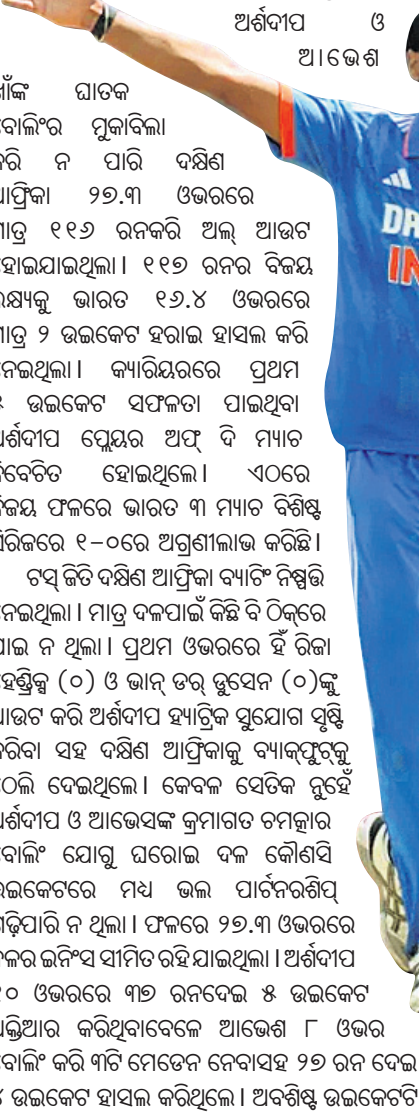 ଅର୍ଶଦୀପ ଓ
ଆଭେଶ
ଘାତକ
ମୁକାବିଲା
ନ ପାରି ଦକ୍ଷିଣ
୨୭.୩ ଓଭରରେ
୧୧୬ ରନକରି ଅଲ୍ ଆଉଟ
ହୋଇଯାଇଥିଲା । ୧୧୭ ରନର ବିଜୟ
ଭାରତ ୧୬.୪ ଓଭରରେ
ମାତ୍ର ୨ ଉଇକେଟ ହରାଇ ହାସଲ କରି
ନେଇଥିଲା । କ୍ୟାରିୟରରେ ପ୍ରଥମ
ଉଇକେଟ ସଫଳତା ପାଇଥିବା
ଅର୍ଶଦୀପ ପ୍ଲେୟର ଅଫ୍ ଦି ମ୍ୟାଚ
ହୋଇଥିଲେ । ଏଠରେ
ଫଳରେ ଭାରତ ୩ ମ୍ୟାଚ ବିଶିଷ୍ଟ
ସିରିଜରେ ୧–୦ରେ ଅଗ୍ରଣୀଲାଭ କରିଛି ।
ଟସ୍ ଜିତି ଦକ୍ଷିଣ ଆଫ୍ରିକା ବ୍ୟାଟିଂ ନିଷ୍ପତ୍ତି
ନେଇଥିଲା । ମାତ୍ର ଦଳପାଇଁ କିଛି ବି ଠିକ୍‌ରେ
ଯାଇ ନ ଥିଲା । ପ୍ରଥମ ଓଭରରେ ହିଁ ରିଜା
ହେଣ୍ଡ୍ରିକ୍ସ (୦) ଓ ଭାନ୍ ଡର୍ ଡୁସେନ (୦)ଙ୍କୁ
ଆଉଟ କରି ଅର୍ଶଦୀପ ହ୍ୟାଟ୍ରିକ ସୁଯୋଗ ସୃଷ୍ଟି
କରିବା ସହ ଦକ୍ଷିଣ ଆଫ୍ରିକାକୁ ବ୍ୟାକ୍‌ଫୁଟ୍‌କୁ
ଠେଲି ଦେଇଥିଲେ । କେବଳ ସେତିକ ନୁହେଁ
ଅର୍ଶଦୀପ ଓ ଆଭେସଙ୍କ କ୍ରମାଗତ ଚମତ୍କାର
ବୋଲିଂ ଯୋଗୁ ଘରୋଇ ଦଳ କୌଣସି
ଉଇକେଟରେ ମଧ୍ୟ ଭଲ ପାର୍ଟନରଶିପ୍
ଗଢ଼ିପାରି ନ ଥିଲା । ଫଳରେ ୨୭.୩ ଓଭରରେ
ଦଳର ଇନିଂସ ସୀମିତ ରହିଯାଇଥିଲା । ଅର୍ଶଦୀପ
୧୦ ଓଭରରେ ୩୭ ରନଦେଇ ୫ ଉଇକେଟ
ଅକ୍ତିଆର କରିଥିବାବେଳେ ଆଭେଶ ୮ ଓଭର
ବୋଲିଂ କରି ୩ଟି ମେଡେନ ନେବାସହ ୨୭ ରନ ଦେଇ
୪ ଉଇକେଟ ହାସଲ କରିଥିଲେ । ଅବଶିଷ୍ଟ ଉଇକେଟଟି